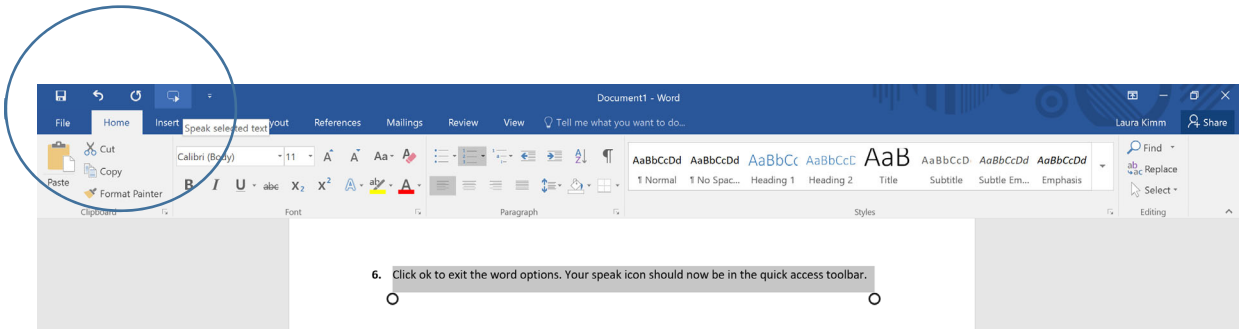 Document1 - Word
File Home Insert yout References Mailings Review View Tell me what you want to do... Laura Kimm Share
Speak selected text
Cut
Copy
Paste
Format Painter
Clipboard
Calibri (Body) 11 A A Aa
B I U abc X₂ X² A ab A
Font
A Z
Paragraph
AaBbCcDd AaBbCcDd AaBbCc AaBbCcC AaB AaBbCcD AaBbCcDd AaBbCcDd
¶ Normal ¶ No Spac... Heading 1 Heading 2 Title Subtitle Subtle Em... Emphasis
Styles
Find
Replace
Select
Editing
6. Click ok to exit the word options. Your speak icon should now be in the quick access toolbar.